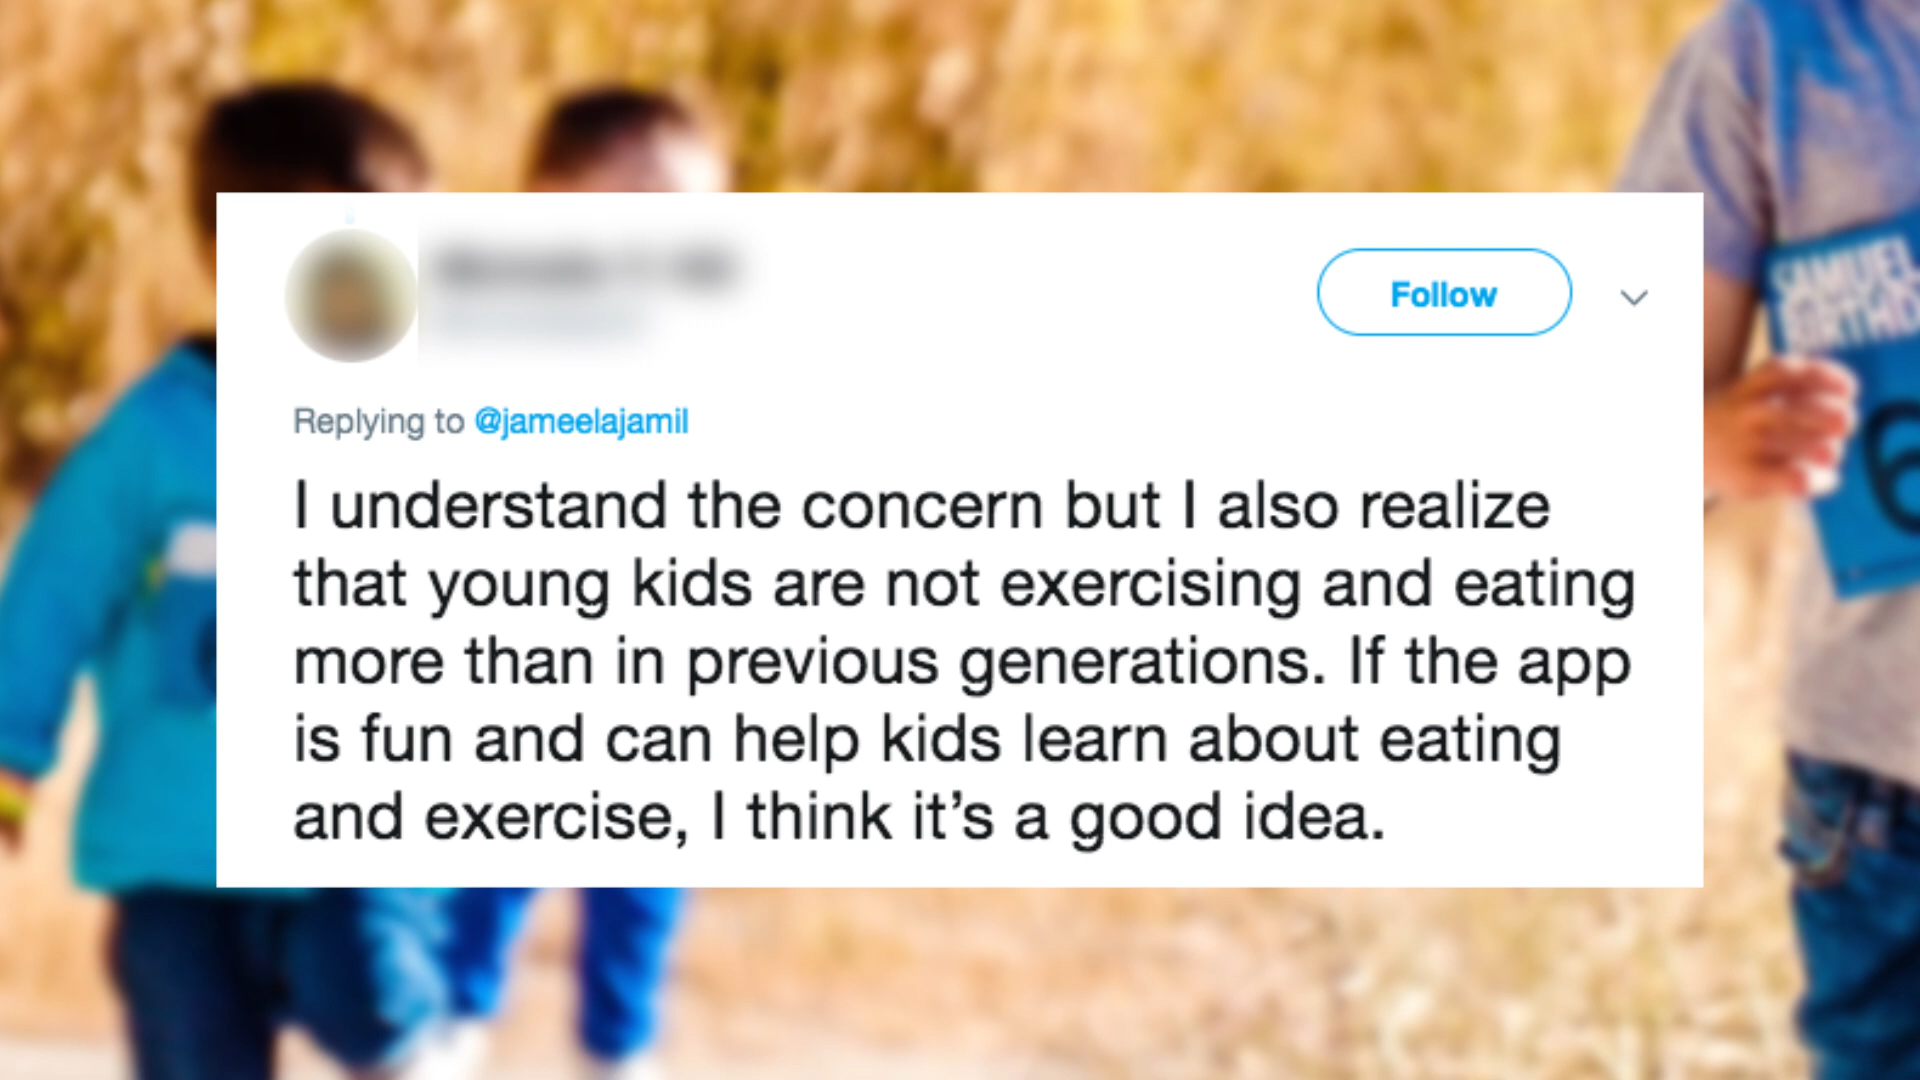 Follow
Replying to @jameelajamil
I understand the concern but I also realize
that young kids are not exercising and eating
more than in previous generations. If the app
is fun and can help kids learn about eating
and exercise, I think it's a good idea.
SAMUEL
BIRTHD
6